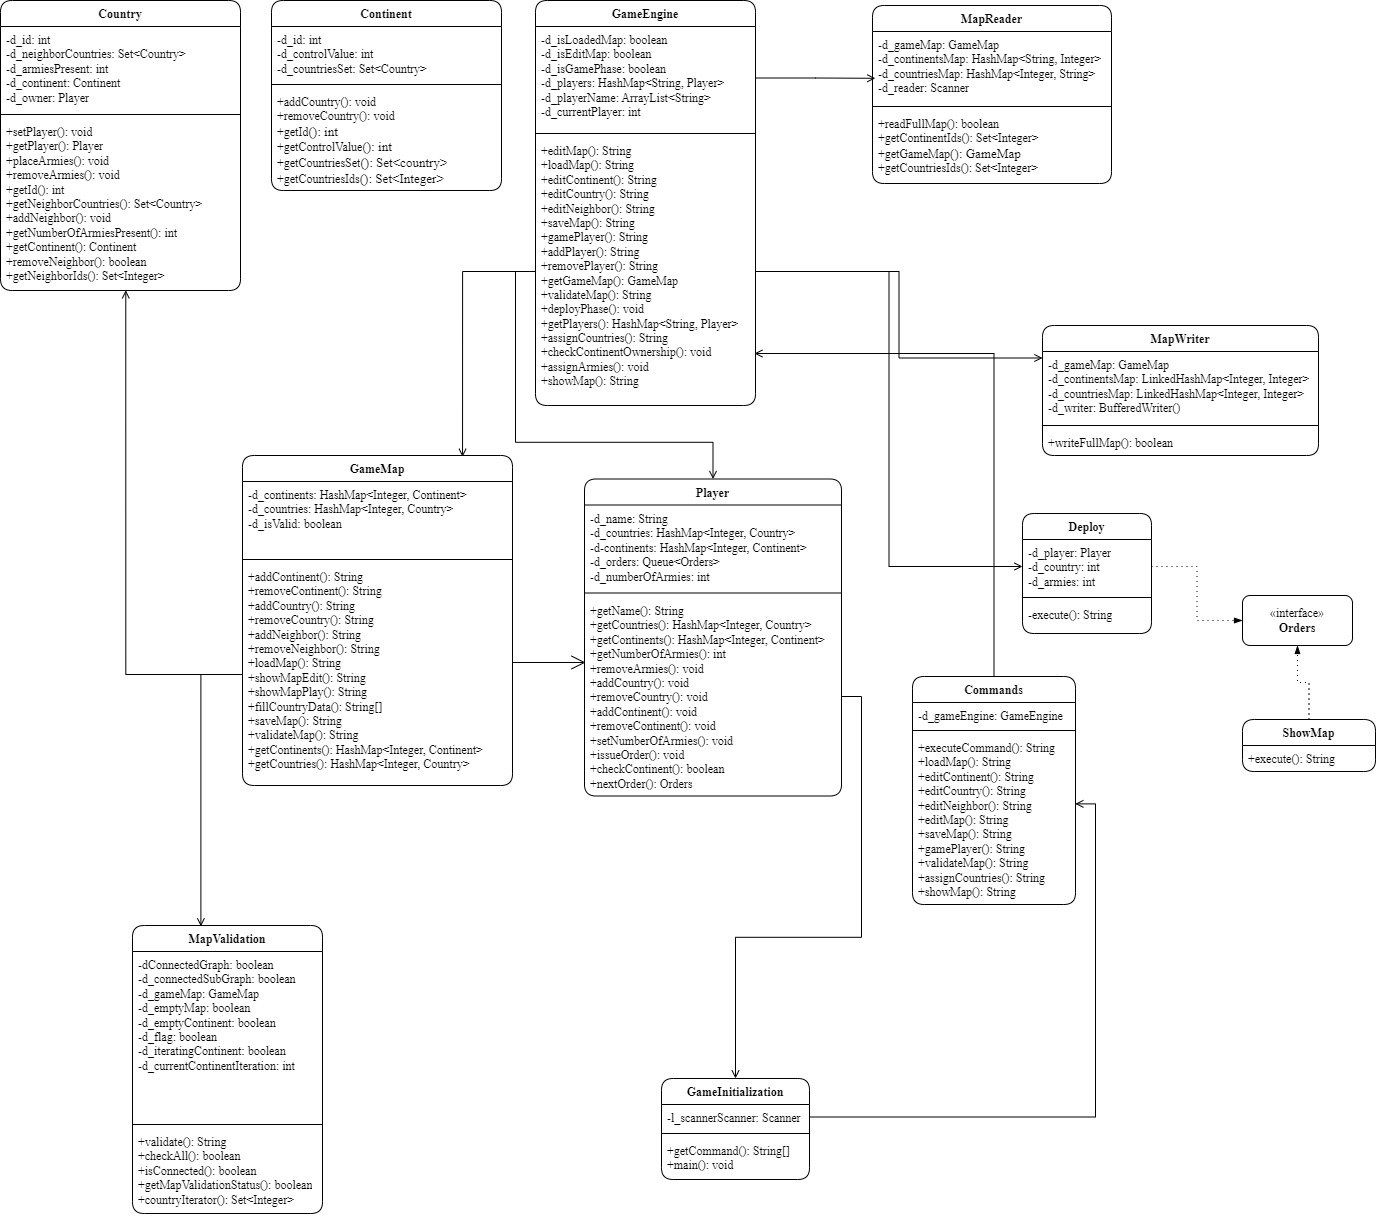 Country
-d_id: int
-d_neighborCountries: Set<Country>
-d_armiesPresent: int
-d_continent: Continent
-d_owner: Player
+setPlayer(): void
+getPlayer(): Player
+placeArmies(): void
+removeArmies(): void
+getId(): int
+getNeighborCountries(): Set<Country>
+addNeighbor(): void
+getNumberOfArmiesPresent(): int
+getContinent(): Continent
+removeNeighbor(): boolean
+getNeighborIds(): Set<Integer>
Continent
-d_id: int
-d_controlValue: int
-d_countriesSet: Set<Country>
+addCountry(): void
+removeCountry(): void
+getId(): int
+getControlValue(): int
+getCountriesSet(): Set<country>
+getCountriesIds(): Set<Integer>
GameEngine
-d_isLoadedMap: boolean
-d_isEditMap: boolean
-d_isGamePhase: boolean
-d_players: HashMap<String, Player>
-d_playerName: ArrayList<String>
-d_currentPlayer: int
+editMap(): String
+loadMap(): String
+editContinent(): String
+editCountry(): String
+editNeighbor(): String
+saveMap(): String
+gamePlayer(): String
+addPlayer(): String
+removePlayer(): String
+getGameMap(): GameMap
+validateMap(): String
+deployPhase(): void
+getPlayers(): HashMap<String, Player>
+assignCountries(): String
+checkContinentOwnership(): void
+assignArmies(): void
+showMap(): String
MapReader
-d_gameMap: GameMap
-d_continentsMap: HashMap<String, Integer>
-d_countriesMap: HashMap<Integer, String>
-d_reader: Scanner
+readFullMap(): boolean
+getContinentIds(): Set<Integer>
+getGameMap(): GameMap
+getCountriesIds(): Set<Integer>
MapWriter
-d_gameMap: GameMap
-d_continentsMap: LinkedHashMap<Integer, Integer>
-d_countriesMap: LinkedHashMap<Integer, Integer>
-d_writer: BufferedWriter()
+writeFullMap(): boolean
GameMap
-d_continents: HashMap<Integer, Continent>
-d_countries: HashMap<Integer, Country>
-d_isValid: boolean
+addContinent(): String
+removeContinent(): String
+addCountry(): String
+removeCountry(): String
+addNeighbor(): String
+removeNeighbor(): String
+loadMap(): String
+showMapEdit(): String
+showMapPlay(): String
+fillCountryData(): String[]
+saveMap(): String
+validateMap(): String
+getContinents(): HashMap<Integer, Continent>
+getCountries(): HashMap<Integer, Country>
Player
-d_name: String
-d_countries: HashMap<Integer, Country>
-d-continents: HashMap<Integer, Continent>
-d_orders: Queue<Orders>
-d_numberOfArmies: int
+getName(): String
+getCountries(): HashMap<Integer, Country>
+getContinents(): HashMap<Integer, Continent>
+getNumberOfArmies(): int
+removeArmies(): void
+addCountry(): void
+removeCountry(): void
+addContinent(): void
+removeContinent(): void
+setNumberOfArmies(): void
+issueOrder(): void
+checkContinent(): boolean
+nextOrder(): Orders
Deploy
-d_player: Player
-d_country: int
-d_armies: int
-execute(): String
«interface»
Orders
Commands
-d_gameEngine: GameEngine
+executeCommand(): String
+loadMap(): String
+editContinent(): String
+editCountry(): String
+editNeighbor(): String
+editMap(): String
+saveMap(): String
+gamePlayer(): String
+validateMap(): String
+assignCountries(): String
+showMap(): String
ShowMap
+execute(): String
MapValidation
-dConnectedGraph: boolean
-d_connectedSubGraph: boolean
-d_gameMap: GameMap
-d_emptyMap: boolean
-d_emptyContinent: boolean
-d_flag: boolean
-d_iteratingContinent: boolean
-d_currentContinentIteration: int
+validate(): String
+checkAll(): boolean
+isConnected(): boolean
+getMapValidationStatus(): boolean
+countryIterator(): Set<Integer>
GameInitialization
-l_scannerScanner: Scanner
+getCommand(): String[]
+main(): void